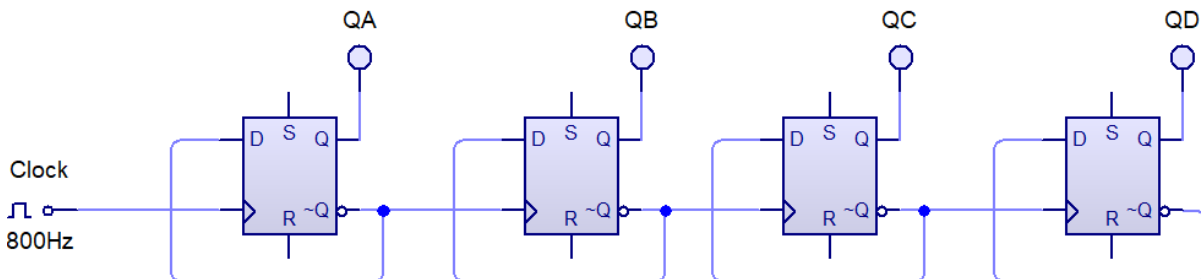 QA
QB
QC
QD
Clock
800Hz
D S Q
R ~Q
D S Q
R ~Q
D S Q
R ~Q
D S Q
R ~Q